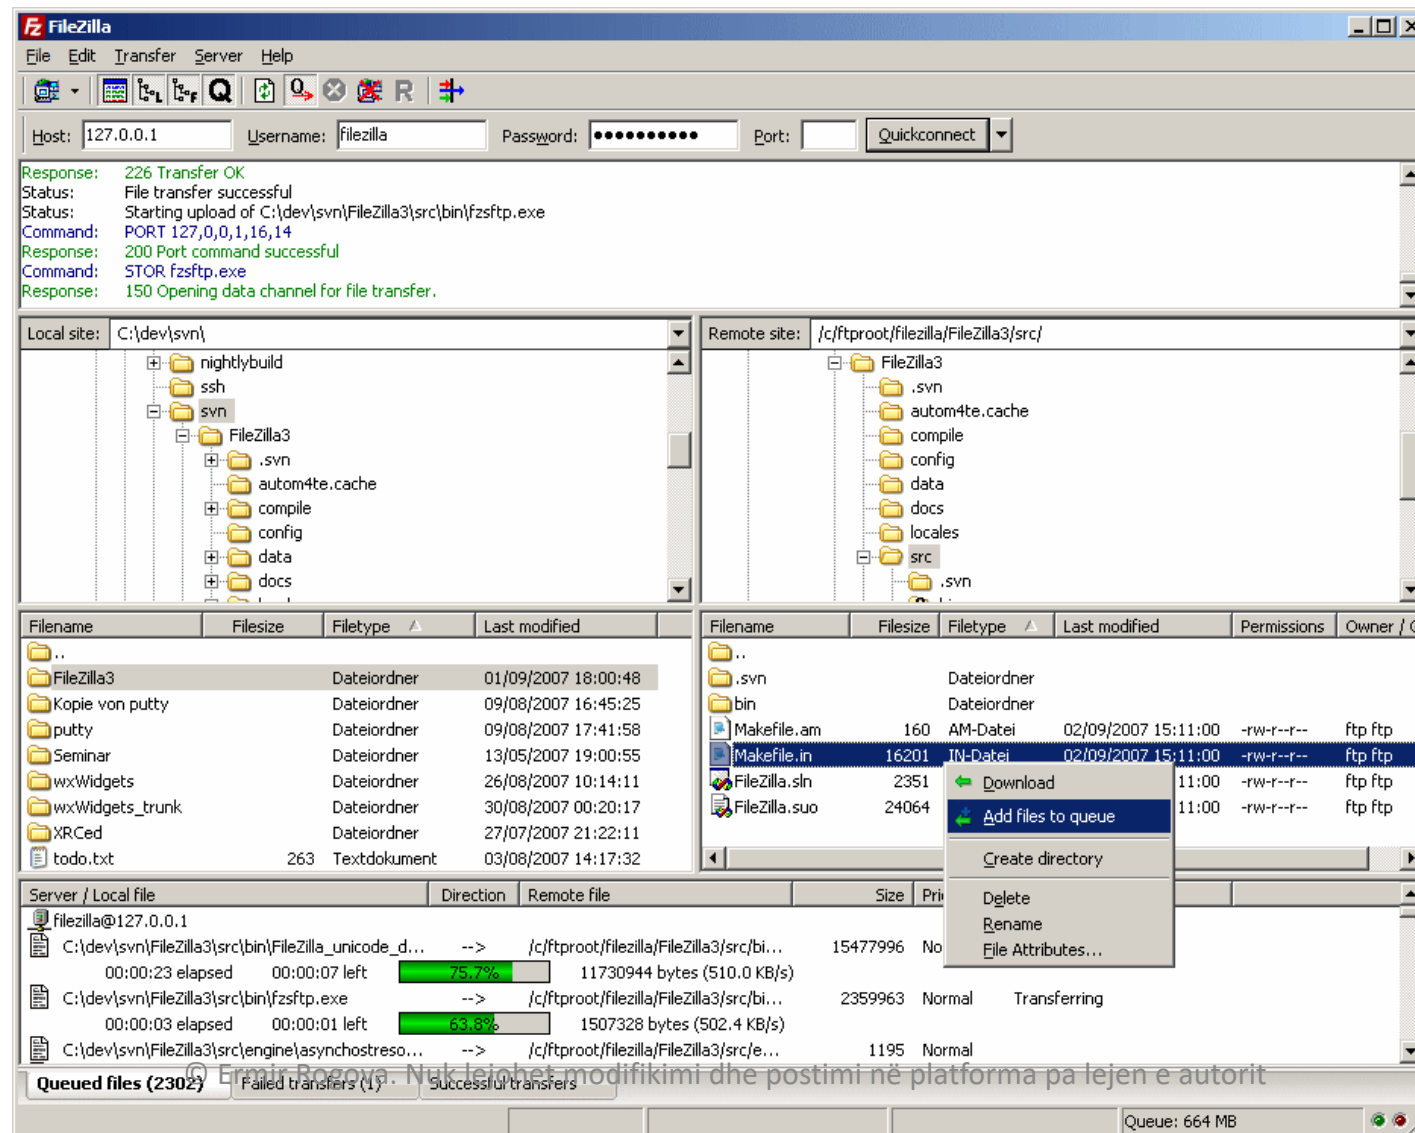 FileZilla
File Edit Transfer Server Help
Host: 127.0.0.1 Username: filezilla Password: ●●●●●●●●●● Port: Quickconnect
Response: 226 Transfer OK
Status: File transfer successful
Status: Starting upload of C:\dev\svn\FileZilla3\src\bin\fzsftp.exe
Command: PORT 127,0,0,1,16,14
Response: 200 Port command successful
Command: STOR fzsftp.exe
Response: 150 Opening data channel for file transfer.
Local site: C:\dev\svn\
nightlybuild
ssh
svn
FileZilla3
.svn
autom4te.cache
compile
config
data
docs
Remote site: /c/ftproot/filezilla/FileZilla3/src/
FileZilla3
.svn
autom4te.cache
compile
config
data
docs
locales
src
.svn
Filename Filesize Filetype Last modified
..
FileZilla3 Dateiordner 01/09/2007 18:00:48
Kopie von putty Dateiordner 09/08/2007 16:45:25
putty Dateiordner 09/08/2007 17:41:58
Seminar Dateiordner 13/05/2007 19:00:55
wxWidgets Dateiordner 26/08/2007 10:14:11
wxWidgets_trunk Dateiordner 30/08/2007 00:20:17
XRCed Dateiordner 27/07/2007 21:22:11
todo.txt 263 Textdokument 03/08/2007 14:17:32
Filename Filesize Filetype Last modified Permissions Owner /
..
.svn Dateiordner
bin Dateiordner
Makefile.am 160 AM-Datei 02/09/2007 15:11:00 -rw-r--r-- ftp ftp
Makefile.in 16201 IN-Datei 02/09/2007 15:11:00 -rw-r--r-- ftp ftp
FileZilla.sln 2351 11:00 -rw-r--r-- ftp ftp
FileZilla.suo 24064 11:00 -rw-r--r-- ftp ftp
Download
Add files to queue
Create directory
Delete
Rename
File Attributes...
Server / Local file Direction Remote file Size Pri
filezilla@127.0.0.1
C:\dev\svn\FileZilla3\src\bin\FileZilla_unicode_d... --> /c/ftproot/filezilla/FileZilla3/src/bi... 15477996 No
00:00:23 elapsed 00:00:07 left 75.7% 11730944 bytes (510.0 KB/s)
C:\dev\svn\FileZilla3\src\bin\fzsftp.exe --> /c/ftproot/filezilla/FileZilla3/src/bi... 2359963 Normal Transferring
00:00:03 elapsed 00:00:01 left 63.8% 1507328 bytes (502.4 KB/s)
C:\dev\svn\FileZilla3\src\engine\asynchostreso... --> /c/ftproot/filezilla/FileZilla3/src/e... 1195 Normal
Queued files (2302) Failed transfers (1) Successful transfers
© Ermir Rogova. Nuk lejohet modifikimi dhe postimi në platforma pa lejen e autorit
Queue: 664 MB